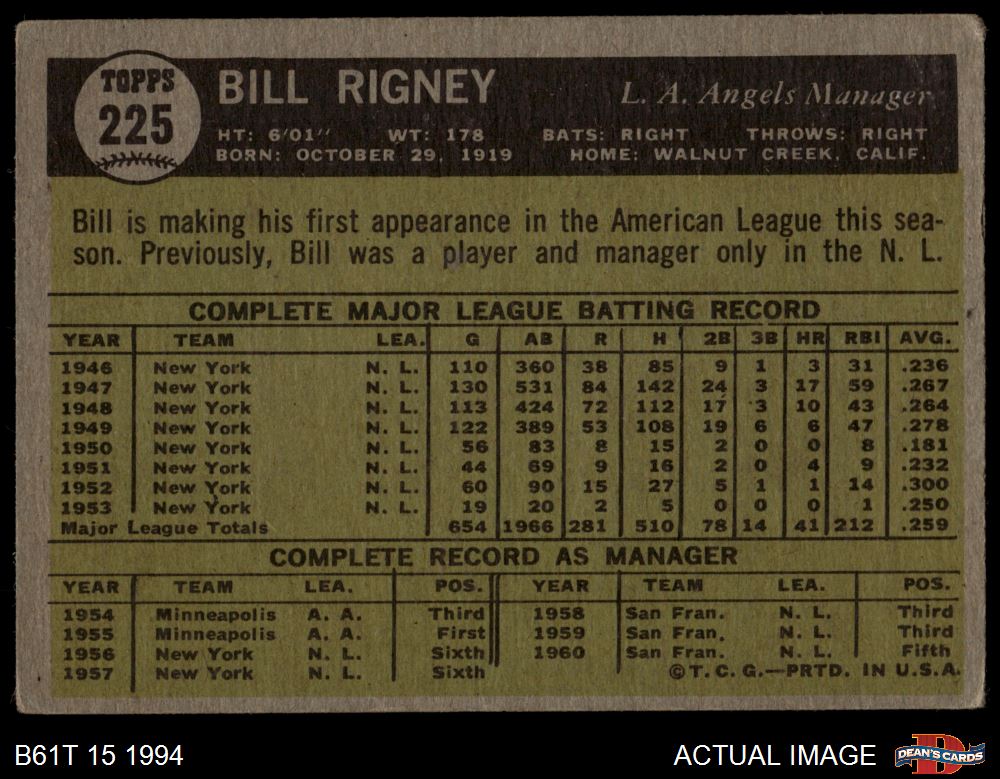 TOPPS
225
BILL RIGNEY
L. A. Angels Manager
HT: 6'01" WT: 178 BATS: RIGHT THROWS: RIGHT
BORN: OCTOBER 29, 1919 HOME: WALNUT CREEK, CALIF.
Bill is making his first appearance in the American League this sea-
son. Previously, Bill was a player and manager only in the N. L.
COMPLETE MAJOR LEAGUE BATTING RECORD
YEAR TEAM LEA. G AB R H 2B 3B HR RBI AVG.
1946 New York N. L. 110 360 38 85 9 1 3 31 .236
1947 New York N. L. 130 531 84 142 24 3 17 59 .267
1948 New York N. L. 113 424 72 112 17 3 10 43 .264
1949 New York N. L. 122 389 53 108 19 6 6 47 .278
1950 New York N. L. 56 83 8 15 2 0 0 8 .181
1951 New York N. L. 44 69 9 16 2 0 4 9 .232
1952 New York N. L. 60 90 15 27 5 1 1 14 .300
1953 New York N. L. 19 20 2 5 0 0 0 1 .250
Major League Totals 654 1966 281 510 78 14 41 212 .259
COMPLETE RECORD AS MANAGER
YEAR TEAM LEA. POS. YEAR TEAM LEA. POS.
1954 Minneapolis A. A. Third 1958 San Fran. N. L. Third
1955 Minneapolis A. A. First 1959 San Fran. N. L. Third
1956 New York N. L. Sixth 1960 San Fran. N. L. Fifth
1957 New York N. L. Sixth ©T. C. G.—PRTD. IN U.S.A.
B61T 15 1994 ACTUAL IMAGE DEAN'S CARDS